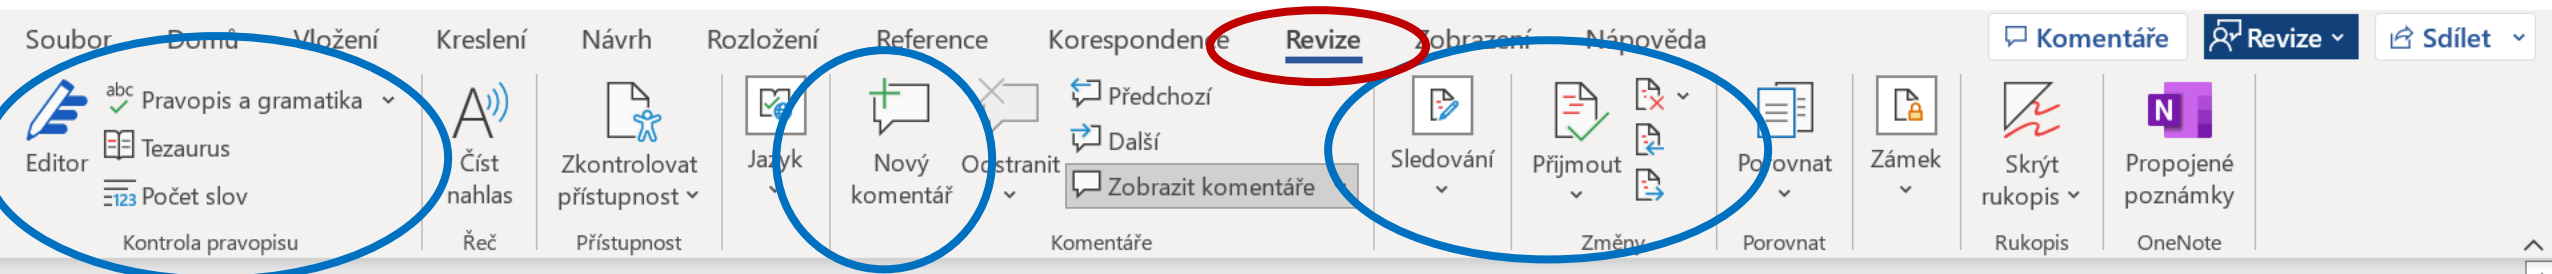 Soubor Domů Vložení Kreslení Návrh Rozložení Reference Korespondence Revize Zobrazení Nápověda Komentáře Revize Sdílet
Editor
abc Pravopis a gramatika
Tezaurus
123 Počet slov
Kontrola pravopisu
A Číst
nahlas
Řeč
Zkontrolovat
přístupnost
Přístupnost
Jazyk
Nový
komentář
Odstranit
Předchozí
Další
Zobrazit komentáře
Komentáře
Sledování
Přijmout
Změny
Porovnat
Porovnat
Zámek
Skrýt
rukopis
Rukopis
N
Propojené
poznámky
OneNote